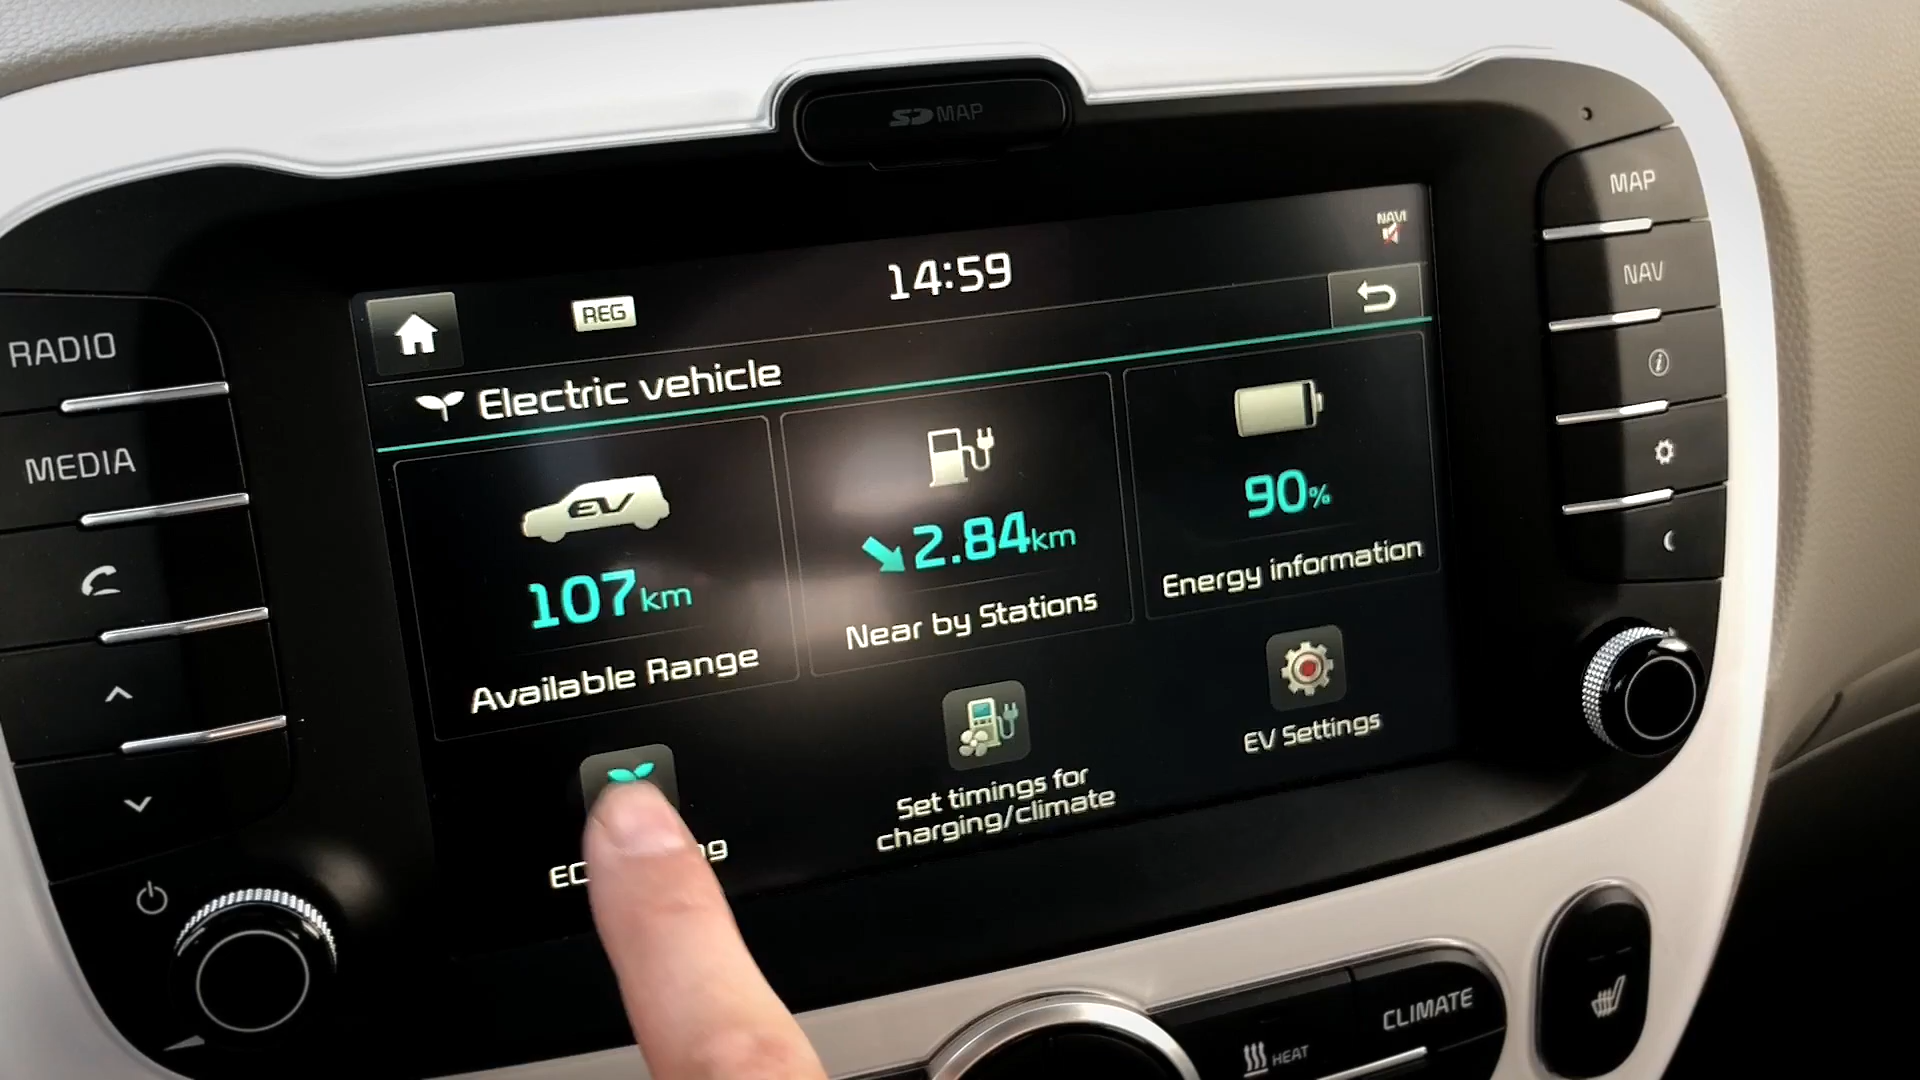 SD MAP
MAP
NAV
RADIO
MEDIA
NAVI
REG
14:59
Electric vehicle
EV
107km
Available Range
2.84km
Near by Stations
90%
Energy information
Set timings for
charging/climate
EV Settings
HEAT
CLIMATE